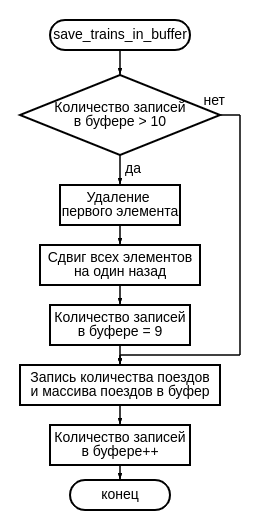 save_trains_in_buffer
Количество записей
в буфере > 10
нет
да
Удаление
первого элемента
Сдвиг всех элементов
на один назад
Количество записей
в буфере = 9
Запись количества поездов
и массива поездов в буфер
Количество записей
в буфере++
конец